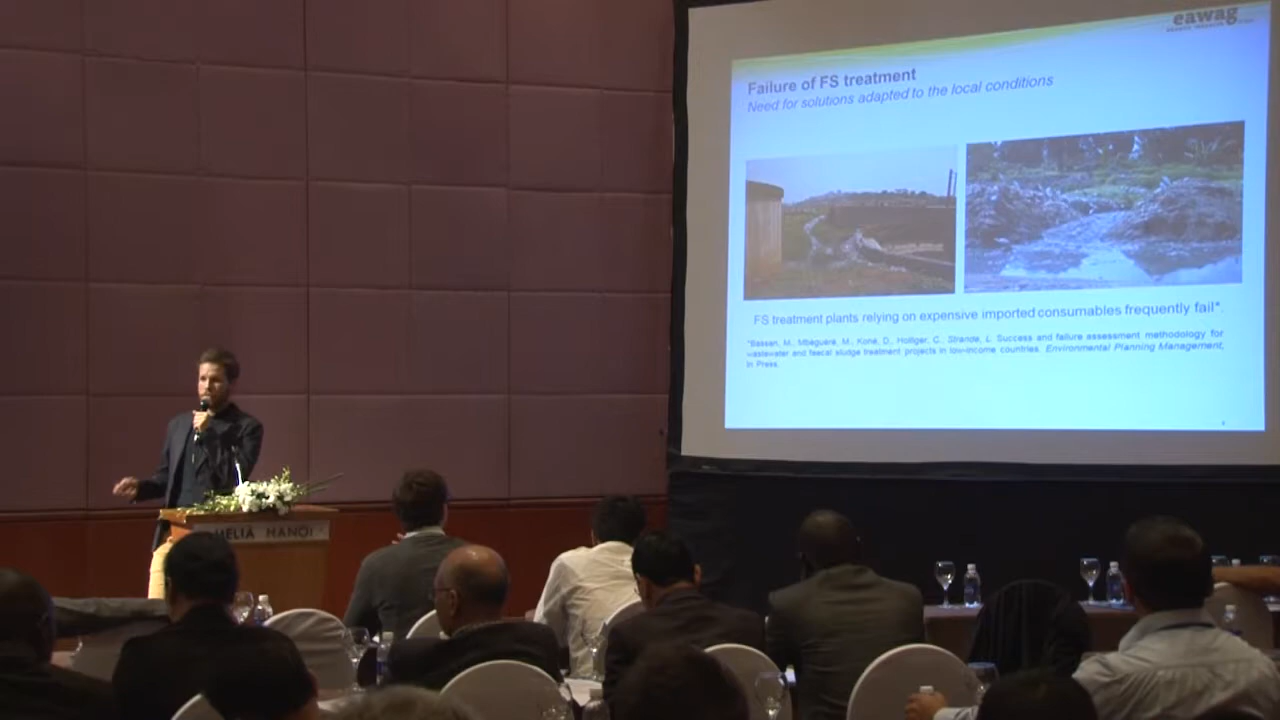 eawag
Failure of FS treatment
Need for solutions adapted to the local conditions
FS treatment plants relying on expensive imported consumables frequently fail*.
*Bassan, M., Mbéguéré, M., Koné, D., Holliger, C., Strande, L. Success and failure assessment methodology for
wastewater and faecal sludge treatment projects in low-income countries. Environmental Planning Management,
In Press.
MELIÁ HANOI